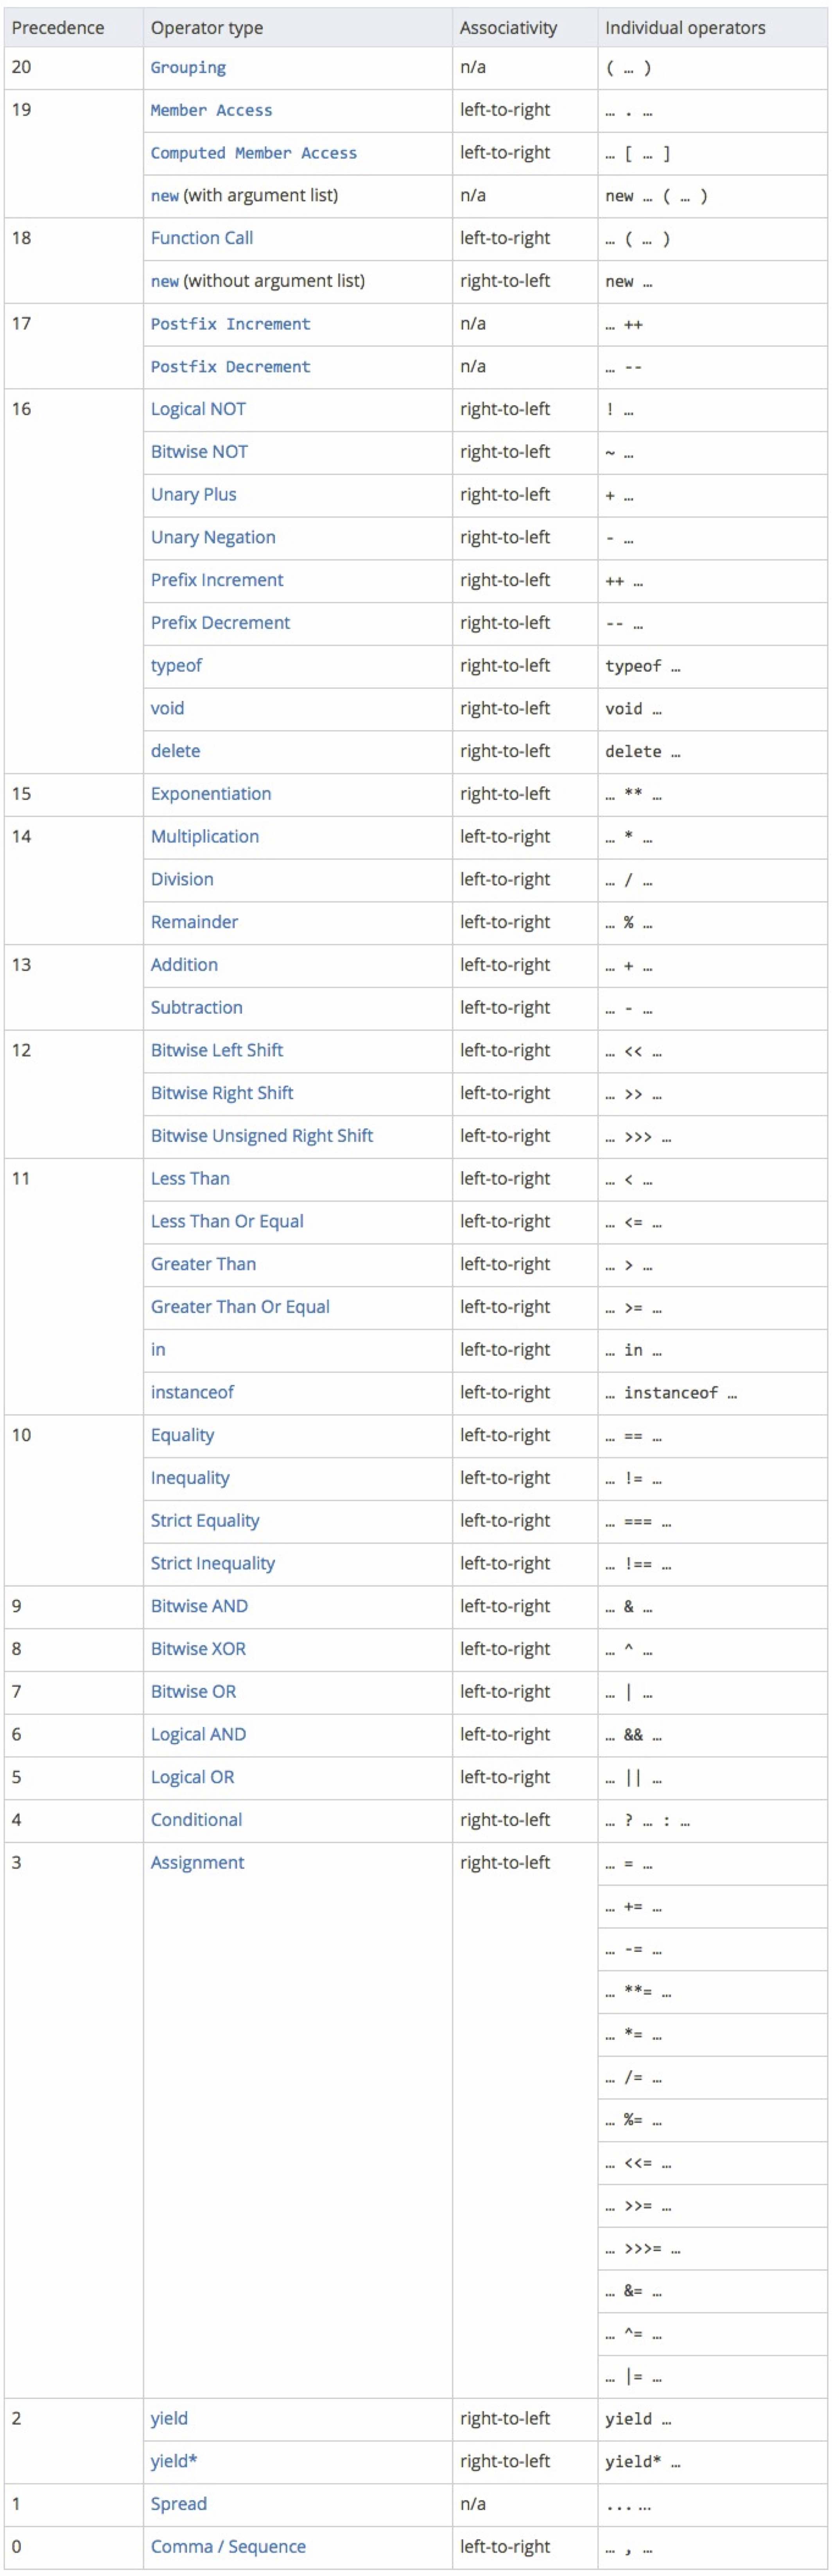 Precedence Operator type Associativity Individual operators
20 Grouping n/a ( … )
19 Member Access left-to-right … . …
Computed Member Access left-to-right … [ … ]
new (with argument list) n/a new … ( … )
18 Function Call left-to-right … ( … )
new (without argument list) right-to-left new …
17 Postfix Increment n/a … ++
Postfix Decrement n/a … --
16 Logical NOT right-to-left ! …
Bitwise NOT right-to-left ~ …
Unary Plus right-to-left + …
Unary Negation right-to-left - …
Prefix Increment right-to-left ++ …
Prefix Decrement right-to-left -- …
typeof right-to-left typeof …
void right-to-left void …
delete right-to-left delete …
15 Exponentiation right-to-left … ** …
14 Multiplication left-to-right … * …
Division left-to-right … / …
Remainder left-to-right … % …
13 Addition left-to-right … + …
Subtraction left-to-right … - …
12 Bitwise Left Shift left-to-right … << …
Bitwise Right Shift left-to-right … >> …
Bitwise Unsigned Right Shift left-to-right … >>> …
11 Less Than left-to-right … < …
Less Than Or Equal left-to-right … <= …
Greater Than left-to-right … > …
Greater Than Or Equal left-to-right … >= …
in left-to-right … in …
instanceof left-to-right … instanceof …
10 Equality left-to-right … == …
Inequality left-to-right … != …
Strict Equality left-to-right … === …
Strict Inequality left-to-right … !== …
9 Bitwise AND left-to-right … & …
8 Bitwise XOR left-to-right … ^ …
7 Bitwise OR left-to-right … | …
6 Logical AND left-to-right … && …
5 Logical OR left-to-right … || …
4 Conditional right-to-left … ? … : …
3 Assignment right-to-left … = …
… += …
… -= …
… **= …
… *= …
… /= …
… %= …
… <<= …
… >>= …
… >>>= …
… &= …
… ^= …
… |= …
2 yield right-to-left yield …
yield* right-to-left yield* …
1 Spread n/a ... …
0 Comma / Sequence left-to-right … , …